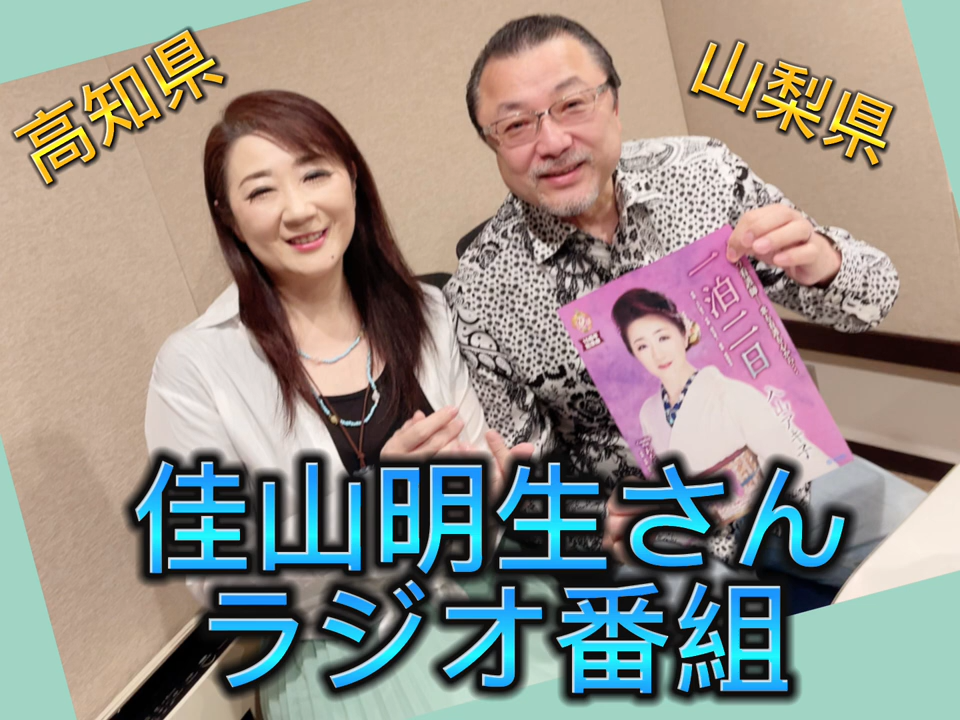 高知県
山梨県
一泊二日
佳山明生さん
ラジオ番組